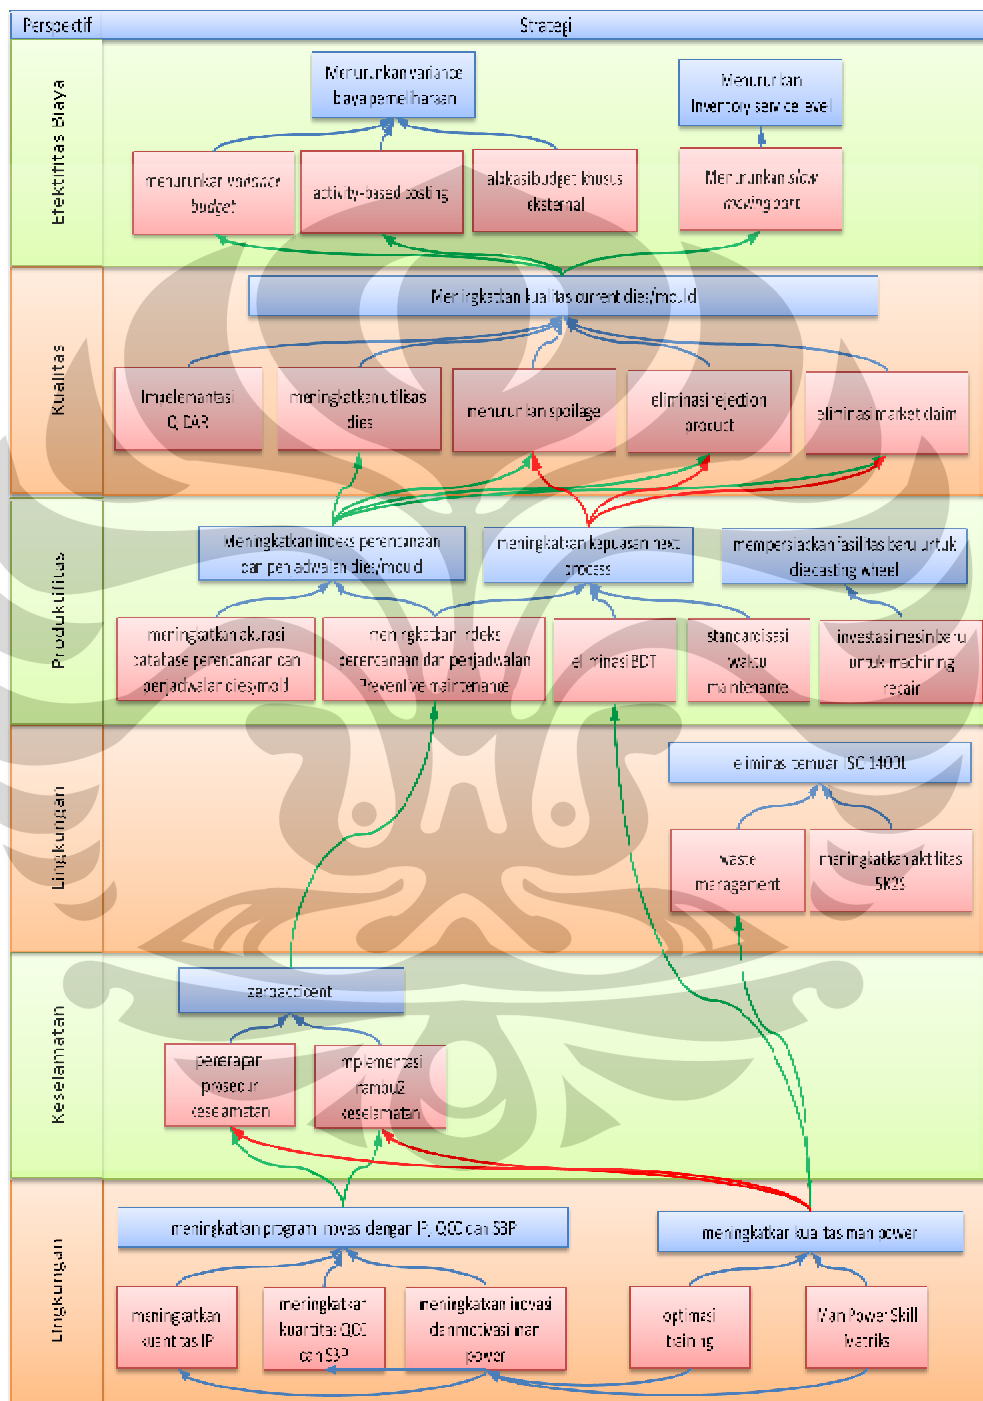 Perspektif
Strategi
Efektifitas Biaya
Menurunkan variance
biaya pemeliharaan
Menurunkan
Inventory service level
menurunkan variance
budget
activity-based costing
alokasi budget khusus
eksternal
Menurunkan slow
moving part
Kualitas
Meningkatkan kualitas current dies/mould
Impelemantasi
QDAR
meningkatkan utilisasi
dies
menurunkan spoilage
eliminasi rejection
product
eliminasi market claim
Produktifitas
Meningkatkan indeks perencanaan
dan penjadwalan dies/mould
meningkatkan kepuasan next
process
mempersiapkan fasilitas baru untuk
diecasting wheel
meningkatkan akurasi
database perencanaan dan
penjadwalan dies/mold
meningkatkan indeks
perencanaan dan penjadwalan
Preventive maintenance
eliminasi BDT
standardisasi
waktu
maintenance
investasi mesin baru
untuk machining
repair
Lingkungan
eliminasi temuan ISO 14001
waste
management
meningkatkan aktifitas
5K2S
Keselamatan
zero accident
penerapan
prosedur
keselamatan
implementasi
rambu2
keselamatan
Lingkungan
meningkatkan program inovasi dengan IP, QCC dan S3P
meningkatkan kualitas man power
meningkatkan
kuantitas IP
meningkatkan
kuantitas QCC
dan S3P
meningkatkan inovasi
dan motivasi man
power
optimasi
training
Man Power Skill
Matriks